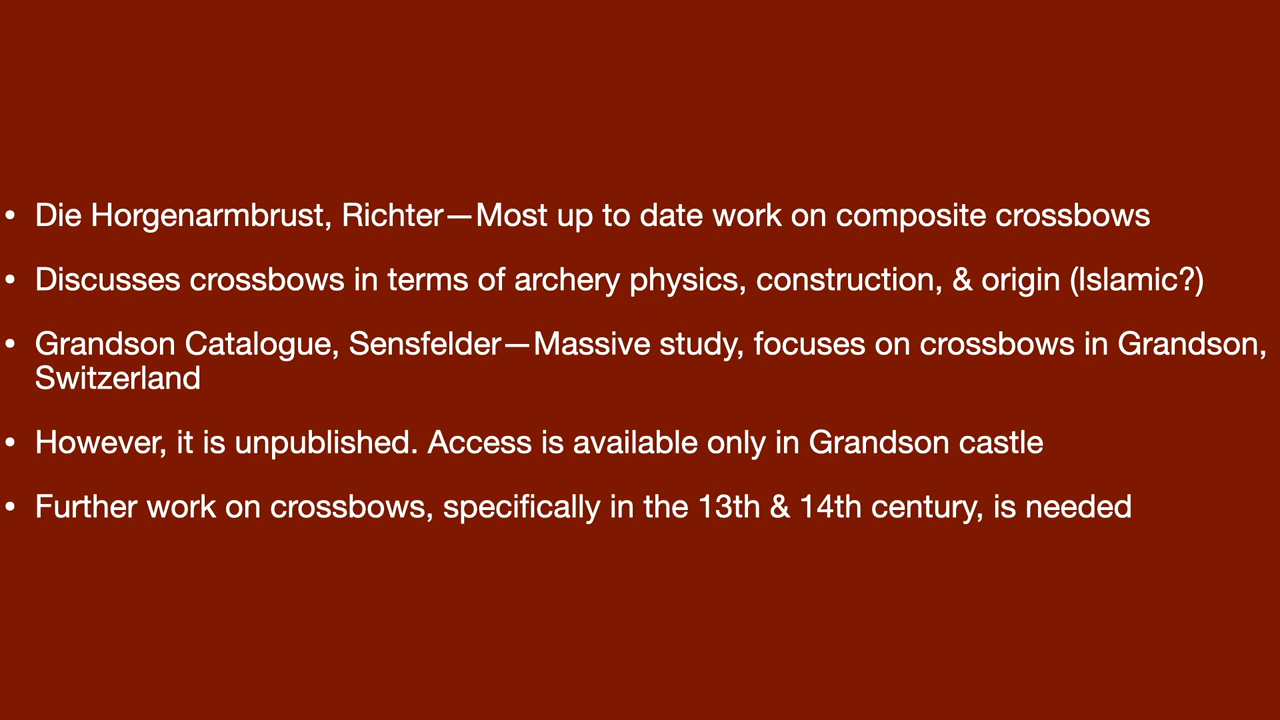 • Die Horgenarmbrust, Richter—Most up to date work on composite crossbows
• Discusses crossbows in terms of archery physics, construction, & origin (Islamic?)
• Grandson Catalogue, Sensfelder—Massive study, focuses on crossbows in Grandson,
Switzerland
• However, it is unpublished. Access is available only in Grandson castle
• Further work on crossbows, specifically in the 13th & 14th century, is needed